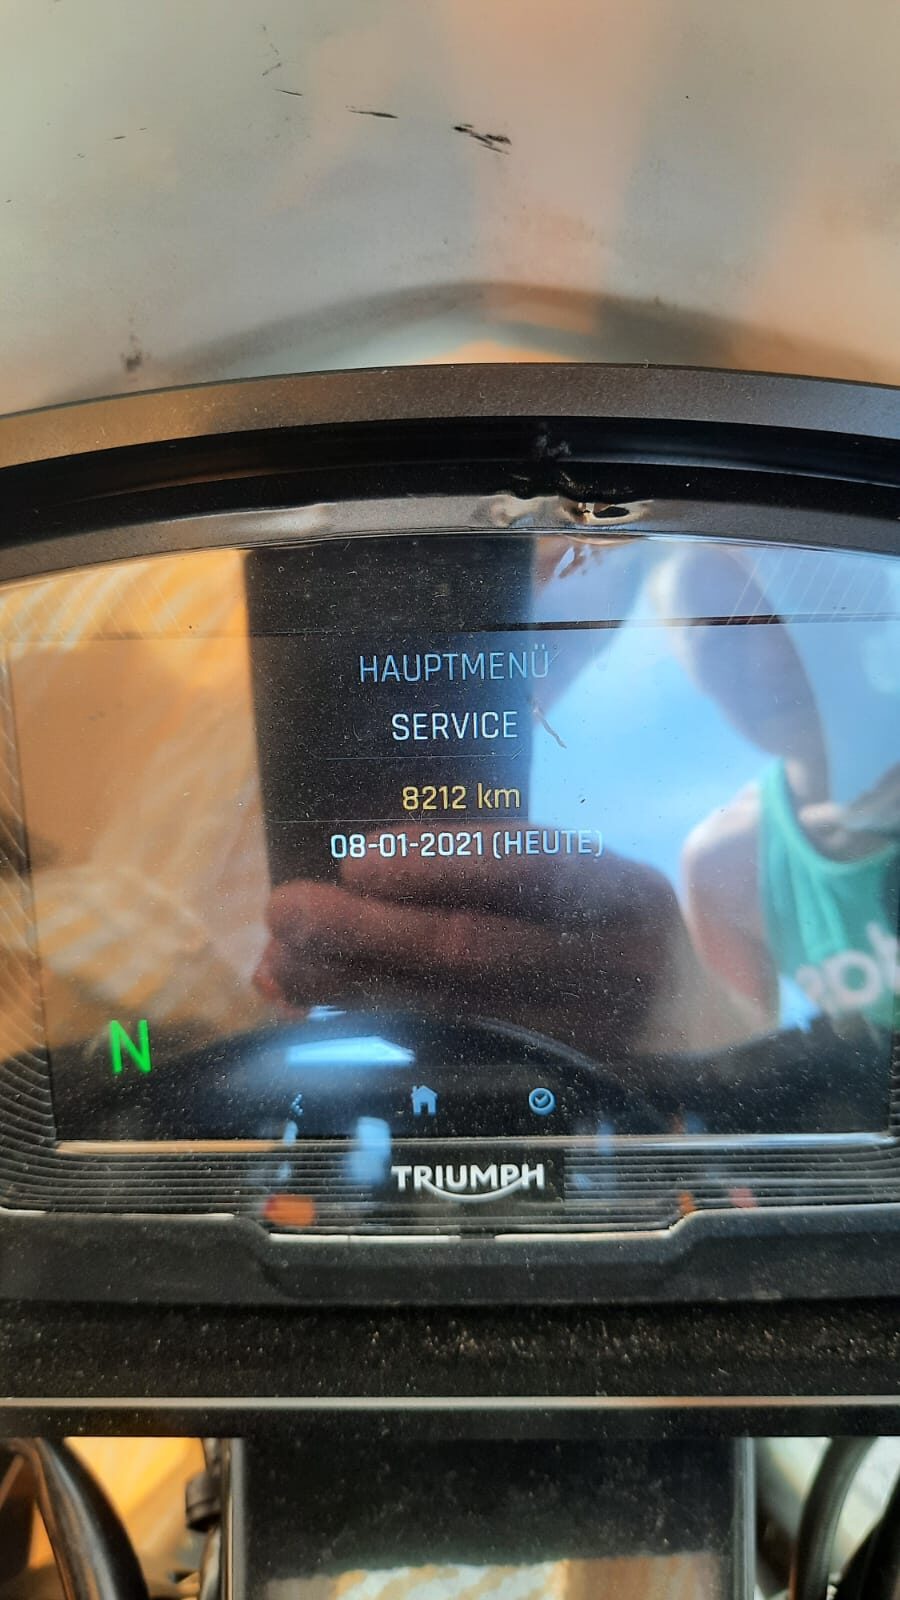 HAUPTMENÜ
SERVICE
8212 km
08-01-2021 (HEUTE)
N
TRIUMPH